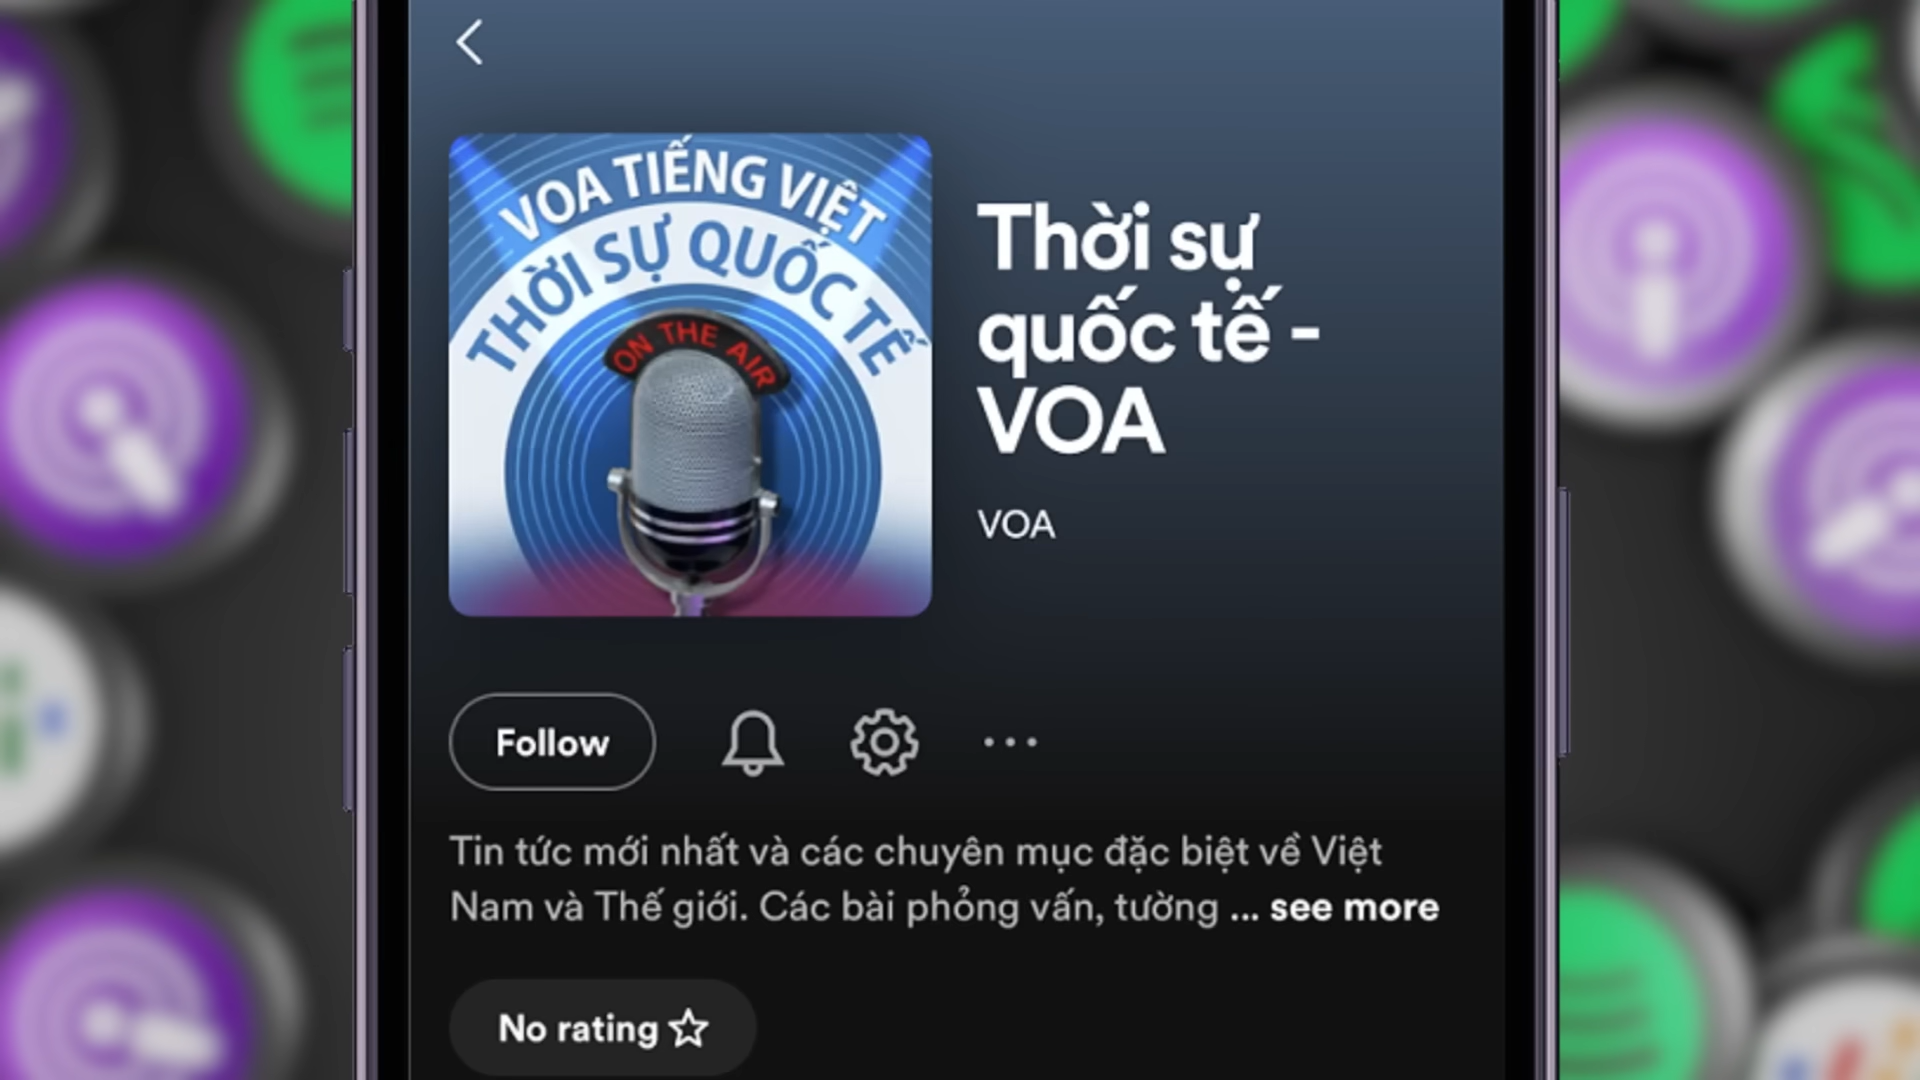 VOA TIẾNG VIỆT
THỜI SỰ QUỐC TẾ
ON THE AIR
Thời sự
quốc tế -
VOA
VOA
Follow
Tin tức mới nhất và các chuyên mục đặc biệt về Việt
Nam và Thế giới. Các bài phỏng vấn, tường ... see more
No rating